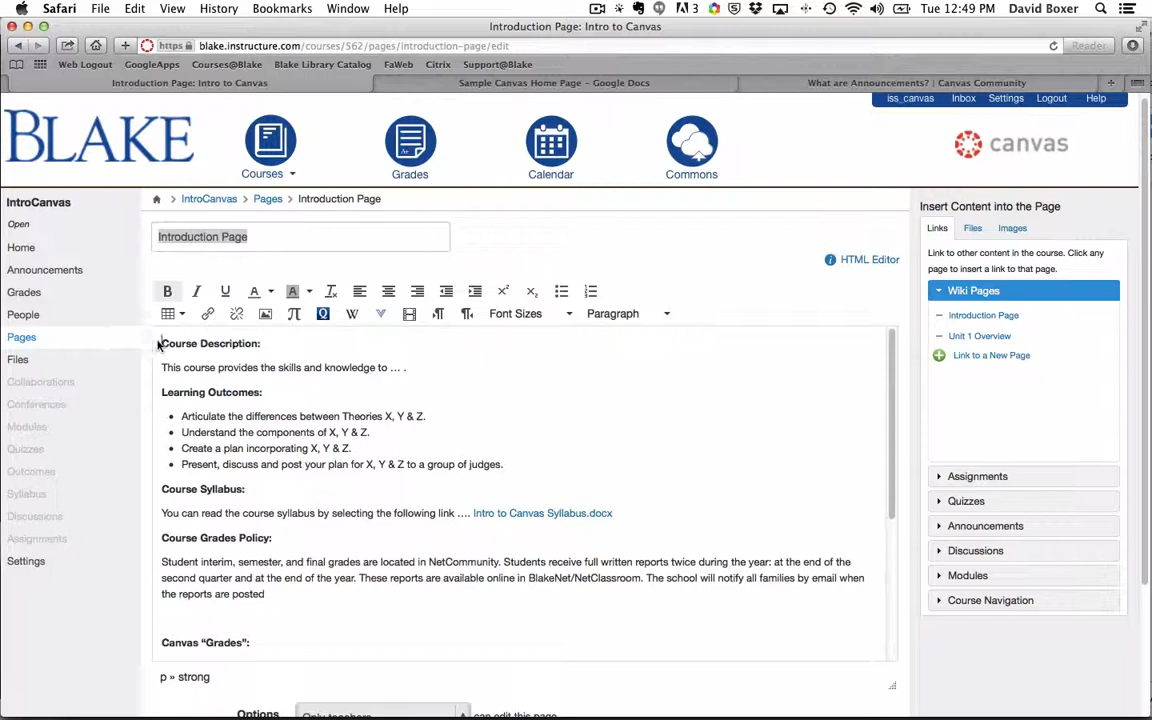 Safari File Edit View History Bookmarks Window Help 3 Tue 12:49 PM David Boxer
Introduction Page: Intro to Canvas
https blake.instructure.com/courses/562/pages/introduction-page/edit Reader
Web Logout GoogleApps Courses@Blake Blake Library Catalog FaWeb Citrix Support@Blake
Introduction Page: Intro to Canvas Sample Canvas Home Page – Google Docs What are Announcements? | Canvas Community
iss_canvas Inbox Settings Logout Help
BLAKE
Courses Grades Calendar Commons
canvas
IntroCanvas
Open
Home
Announcements
Grades
People
Pages
Files
Collaborations
Conferences
Modules
Quizzes
Outcomes
Syllabus
Discussions
Assignments
Settings
IntroCanvas > Pages > Introduction Page
Introduction Page
HTML Editor
B I U A A Tx x² x₂
π Q W V Font Sizes Paragraph
Course Description:
This course provides the skills and knowledge to ... .
Learning Outcomes:
• Articulate the differences between Theories X, Y & Z.
• Understand the components of X, Y & Z.
• Create a plan incorporating X, Y & Z.
• Present, discuss and post your plan for X, Y & Z to a group of judges.
Course Syllabus:
You can read the course syllabus by selecting the following link .... Intro to Canvas Syllabus.docx
Course Grades Policy:
Student interim, semester, and final grades are located in NetCommunity. Students receive full written reports twice during the year: at the end of the
second quarter and at the end of the year. These reports are available online in BlakeNet/NetClassroom. The school will notify all families by email when
the reports are posted
Canvas “Grades”:
p » strong
Options Only teachers can edit this page
Insert Content into the Page
Links Files Images
Link to other content in the course. Click any
page to insert a link to that page.
Wiki Pages
Introduction Page
Unit 1 Overview
Link to a New Page
Assignments
Quizzes
Announcements
Discussions
Modules
Course Navigation